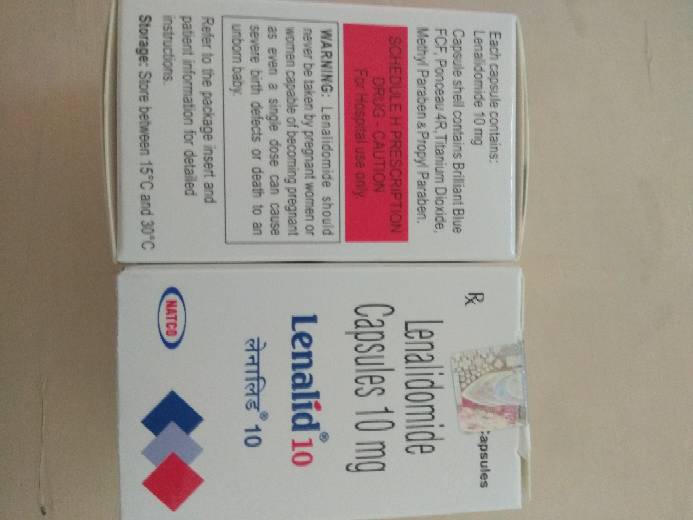 Each capsule contains:
Lenalidomide 10 mg
Capsule shell contains Brilliant Blue
FCF, Ponceau 4R, Titanium Dioxide,
Methyl Paraben & Propyl Paraben.
SCHEDULE H PRESCRIPTION
DRUG - CAUTION
For Hospital use only
WARNING: Lenalidomide should
never be taken by pregnant women or
women capable of becoming pregnant
as even a single dose can cause
severe birth defects or death to an
unborn baby.
Refer to the package insert and
patient information for detailed
instructions.
Storage: Store between 15°C and 30°C
Rx
apsules
Lenalidomide
Capsules 10 mg
Lenalid® 10
लेनालिड® 10
NATCO